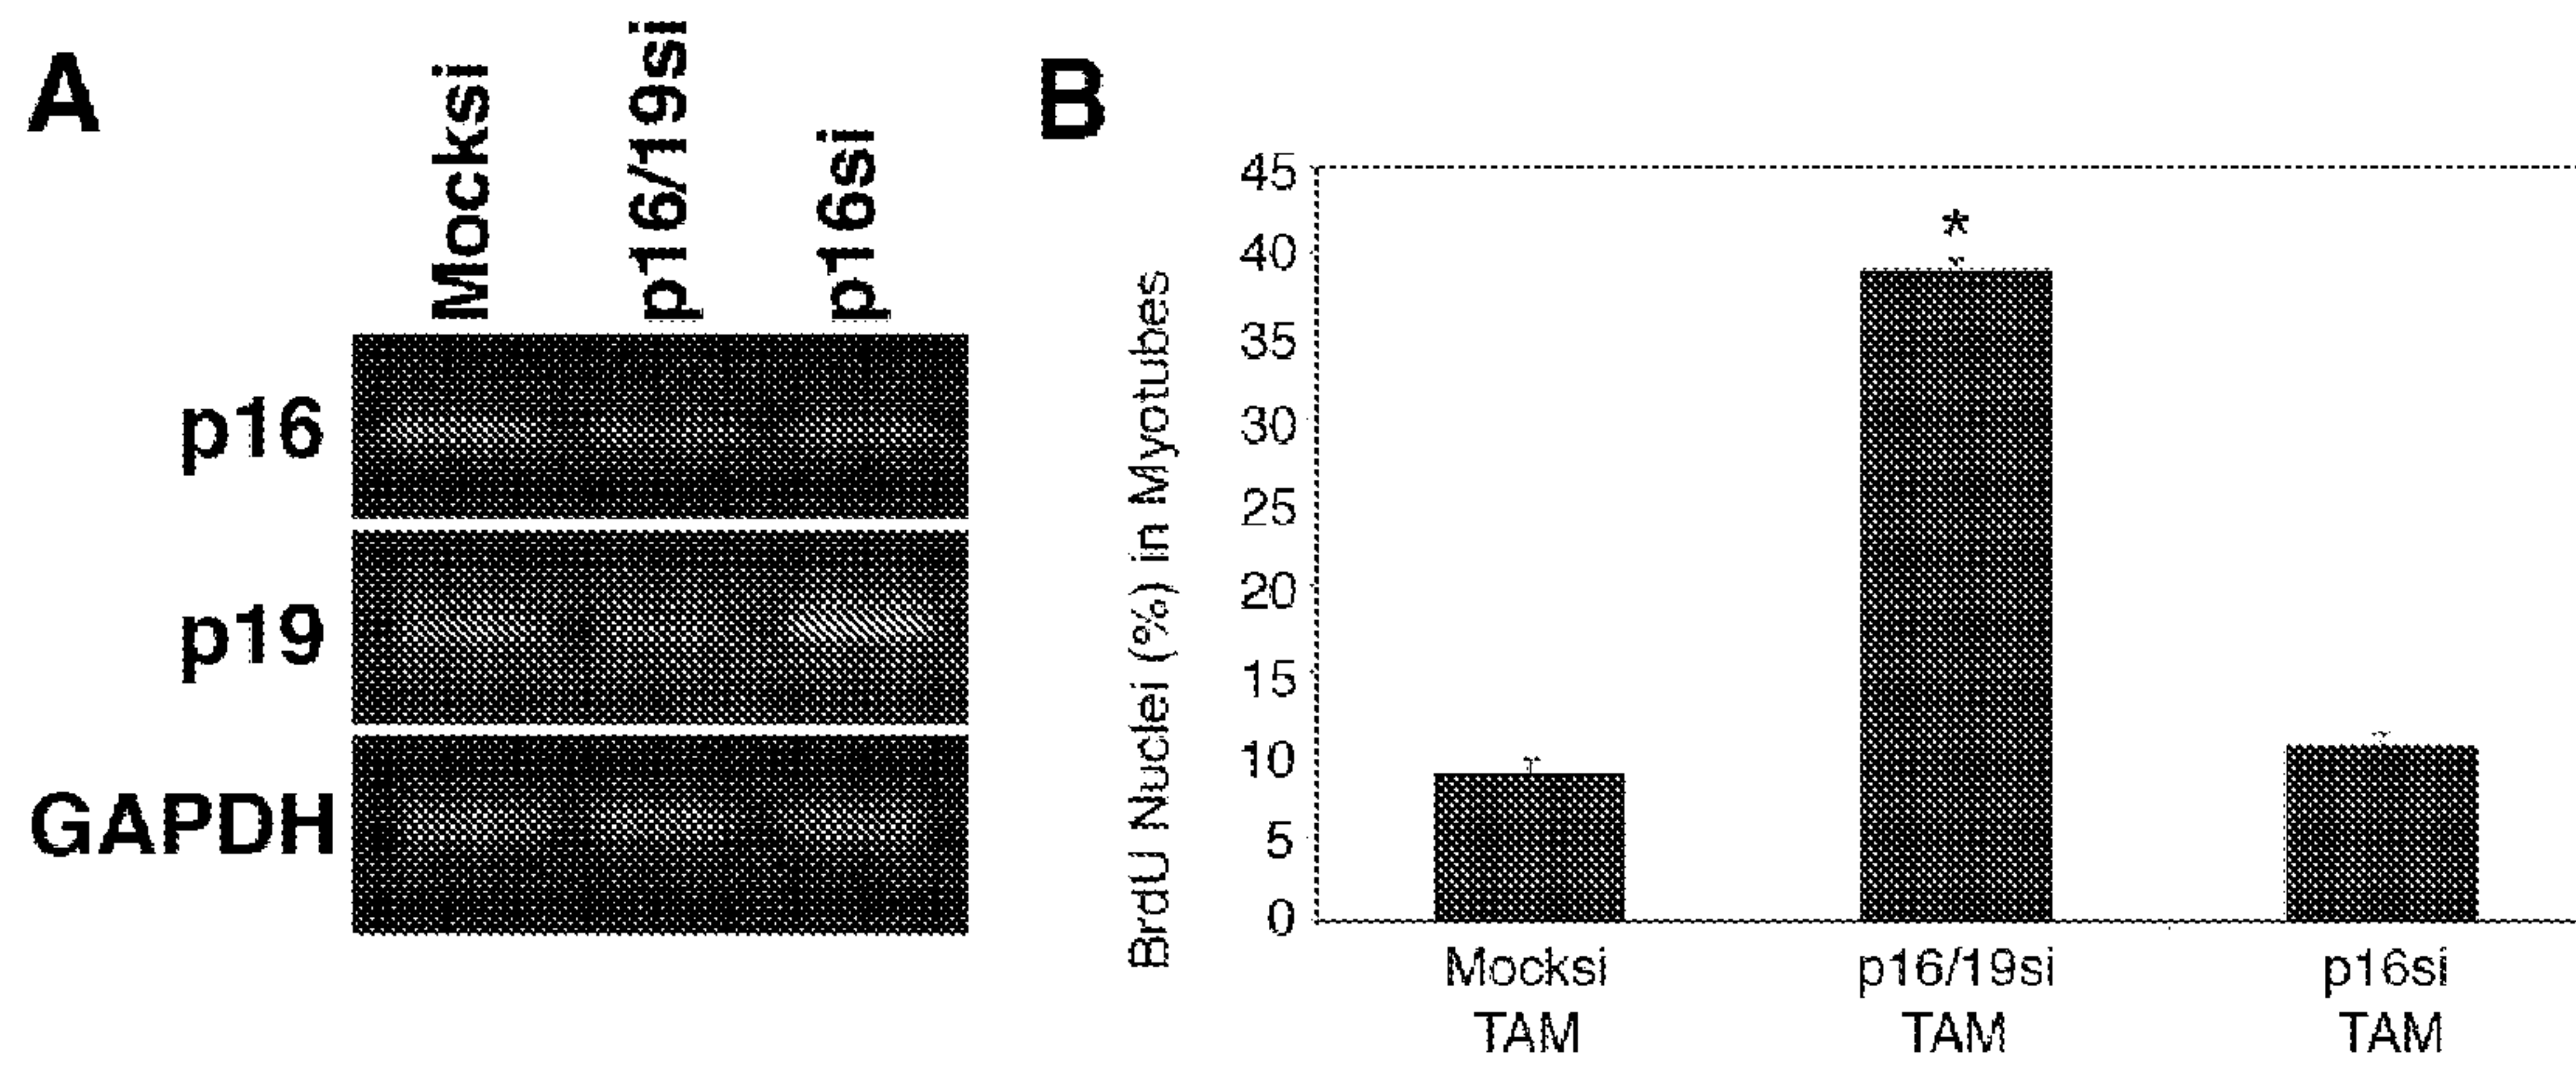 A
Mocksi
p16/19si
p16si
p16
p19
GAPDH
B
*
BrdU Nuclei (%) in Myotubes
45
40
35
30
25
20
15
10
5
0
Mocksi
TAM
p16/19si
TAM
p16si
TAM